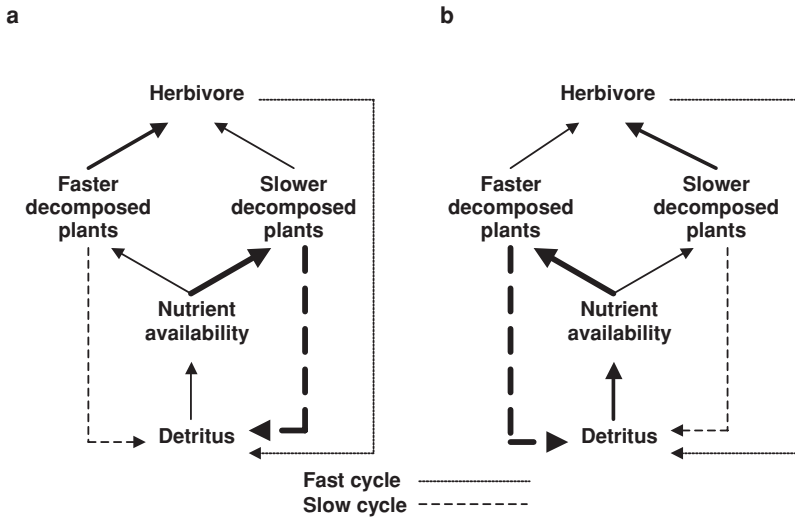 a
Herbivore
Faster
decomposed
plants
Slower
decomposed
plants
Nutrient
availability
Detritus
b
Herbivore
Faster
decomposed
plants
Slower
decomposed
plants
Nutrient
availability
Detritus
Fast cycle
Slow cycle